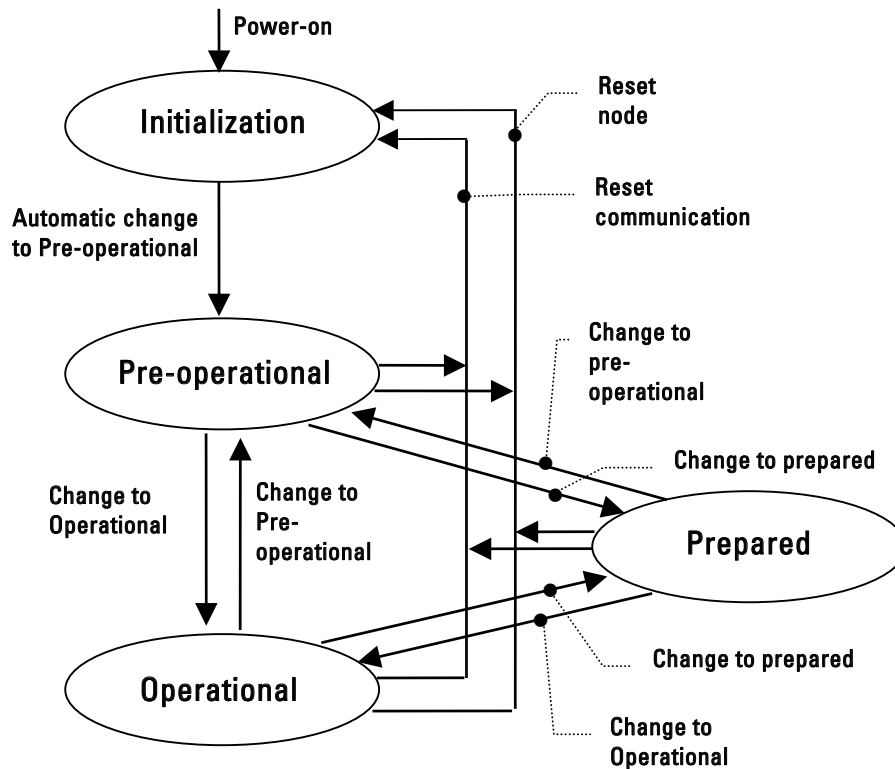 Power-on
Initialization
Reset
node
Reset
communication
Automatic change
to Pre-operational
Pre-operational
Change to
pre-
operational
Change to prepared
Change to
Operational
Change to
Pre-
operational
Prepared
Operational
Change to prepared
Change to
Operational